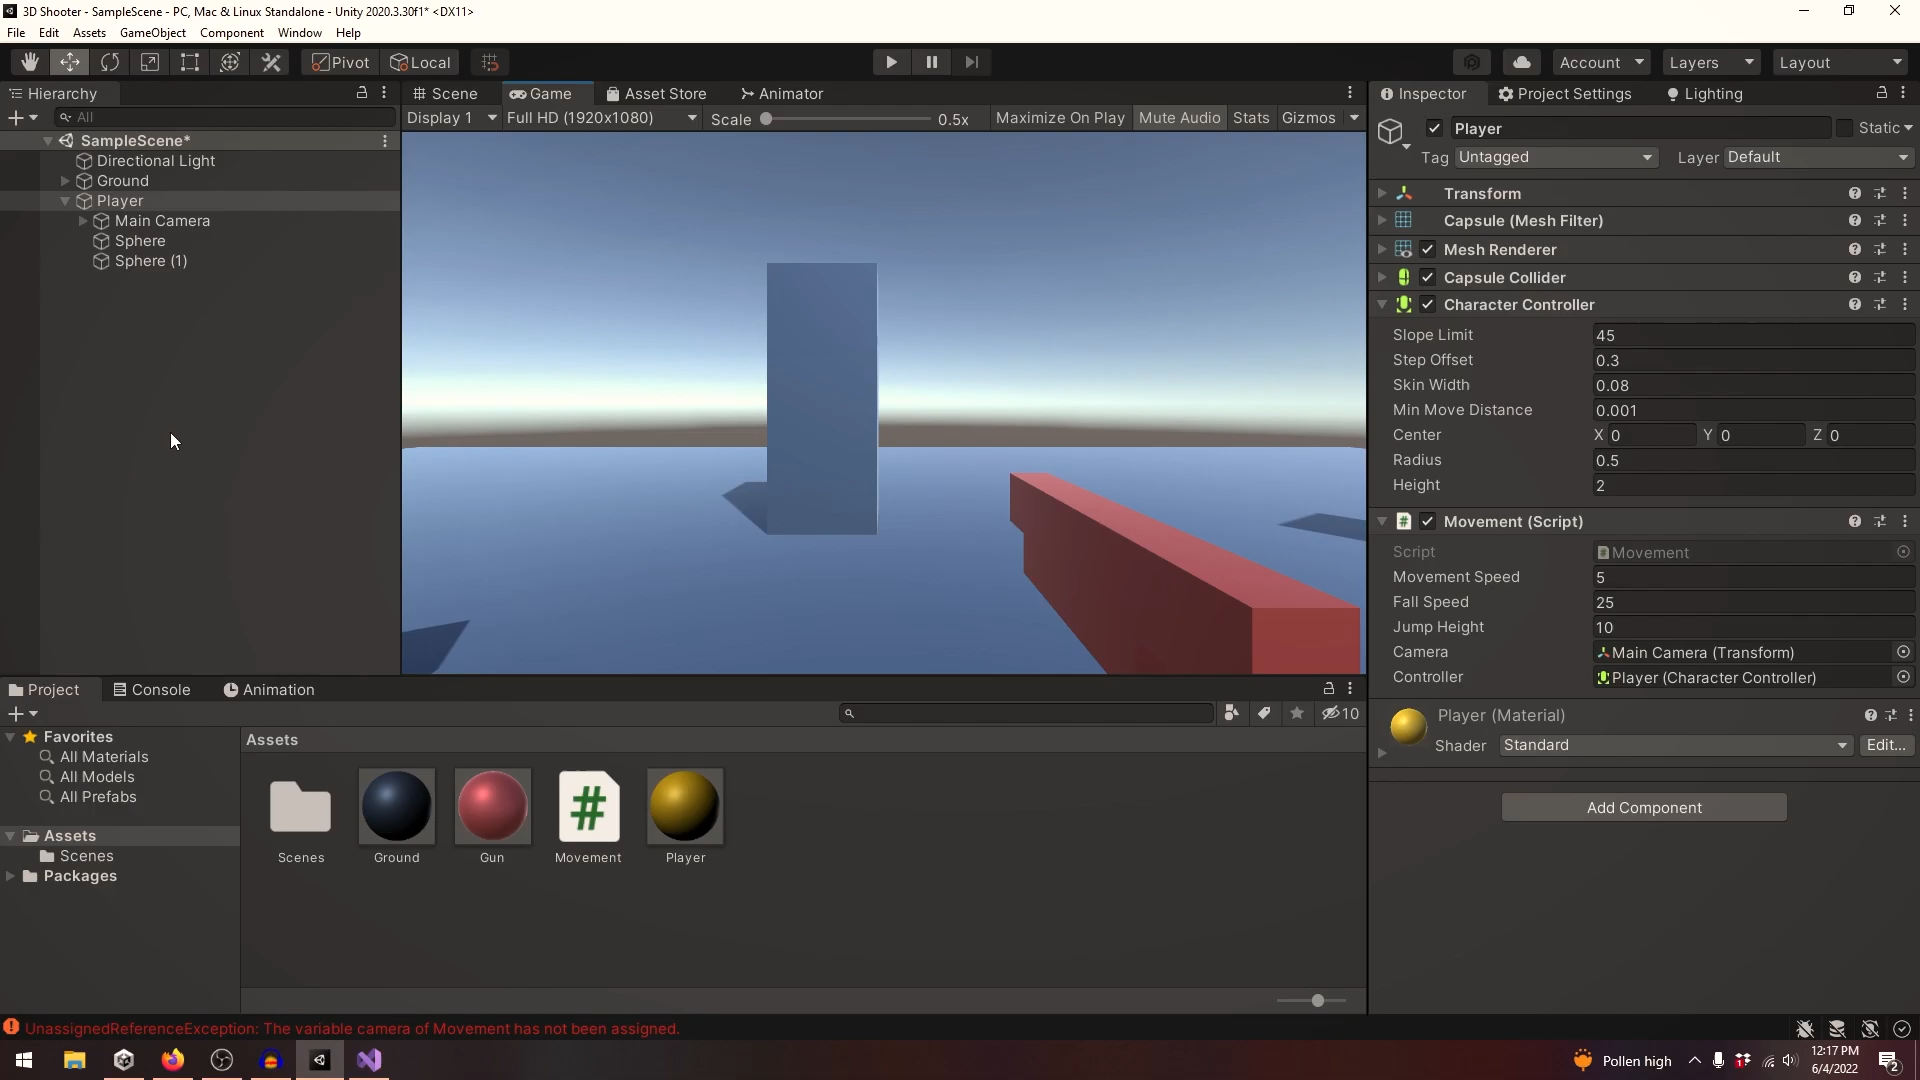 3D Shooter - SampleScene - PC, Mac & Linux Standalone - Unity 2020.3.30f1* <DX11>
File Edit Assets GameObject Component Window Help
Pivot Local Account Layers Layout
Hierarchy
All
SampleScene*
Directional Light
Ground
Player
Main Camera
Sphere
Sphere (1)
Scene Game Asset Store Animator
Display 1 Full HD (1920x1080) Scale 0.5x Maximize On Play Mute Audio Stats Gizmos
Inspector Project Settings Lighting
Player Static
Tag Untagged Layer Default
Transform
Capsule (Mesh Filter)
Mesh Renderer
Capsule Collider
Character Controller
Slope Limit 45
Step Offset 0.3
Skin Width 0.08
Min Move Distance 0.001
Center X 0 Y 0 Z 0
Radius 0.5
Height 2
# Movement (Script)
Script Movement
Movement Speed 5
Fall Speed 25
Jump Height 10
Camera Main Camera (Transform)
Controller Player (Character Controller)
Player (Material)
Shader Standard Edit...
Add Component
Project Console Animation
10
Favorites
All Materials
All Models
All Prefabs
Assets
Scenes
Packages
Assets
#
Scenes Ground Gun Movement Player
UnassignedReferenceException: The variable camera of Movement has not been assigned.
Pollen high
12:17 PM
6/4/2022
2